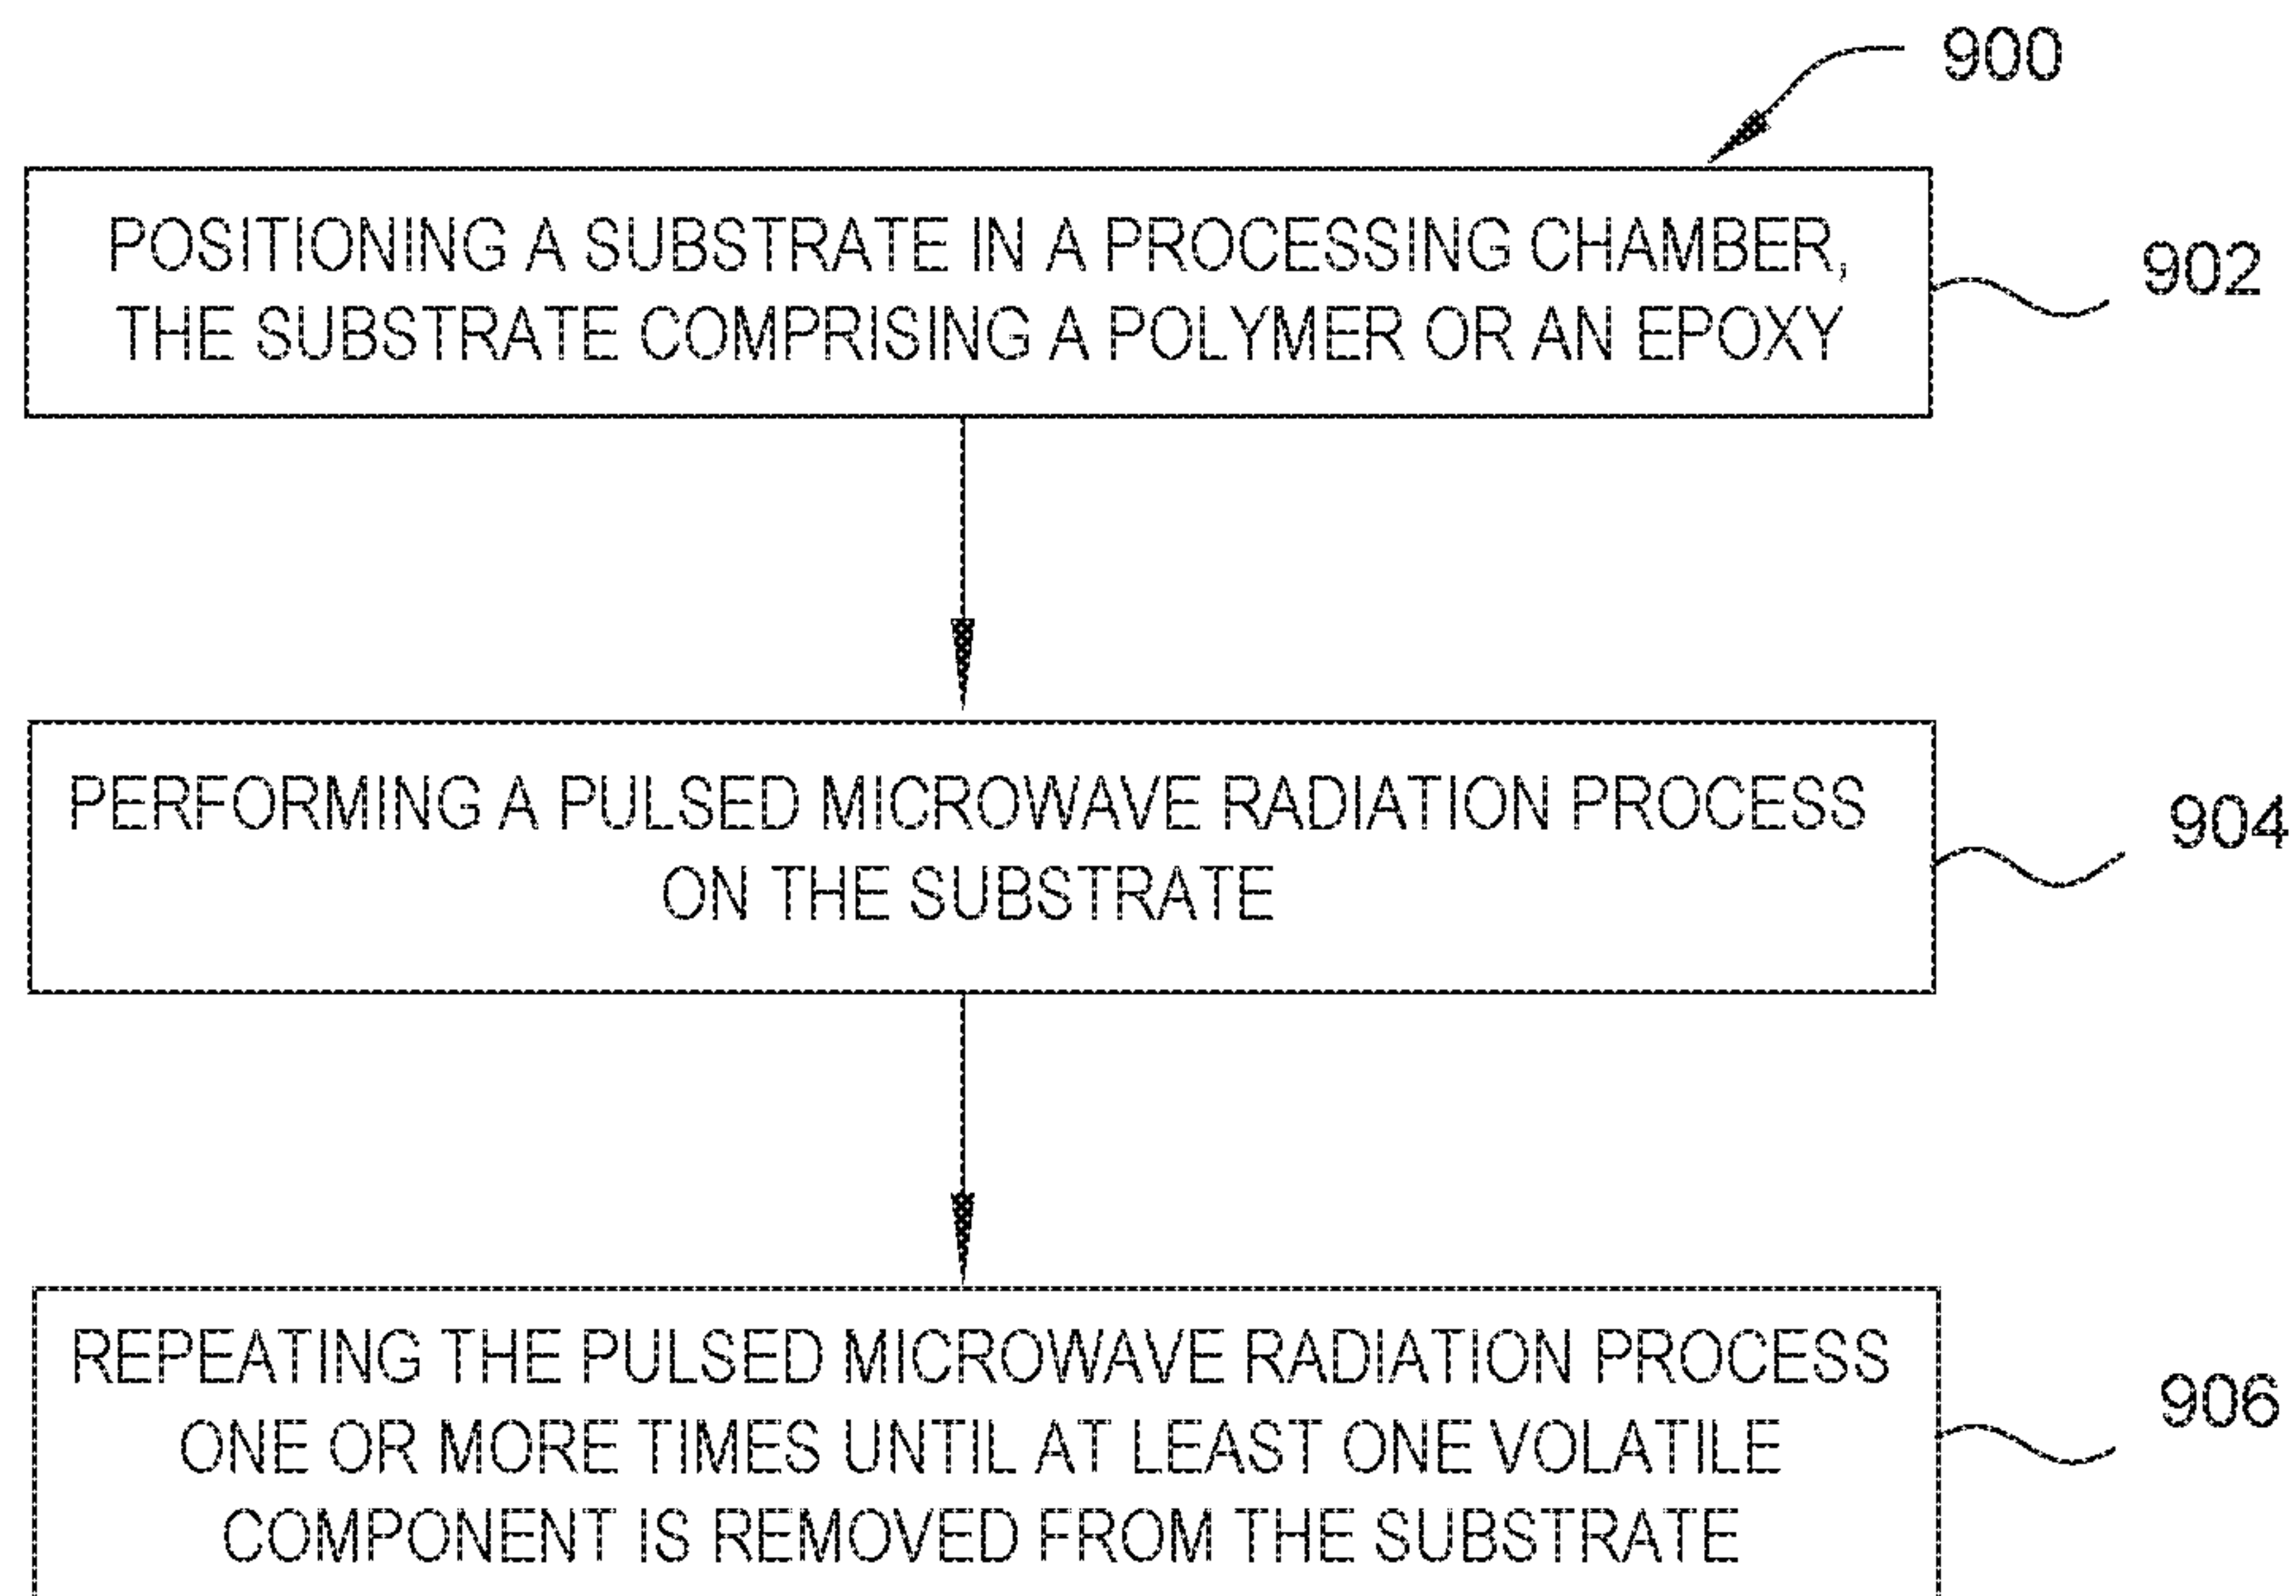 900
POSITIONING A SUBSTRATE IN A PROCESSING CHAMBER,
THE SUBSTRATE COMPRISING A POLYMER OR AN EPOXY
902
PERFORMING A PULSED MICROWAVE RADIATION PROCESS
ON THE SUBSTRATE
904
REPEATING THE PULSED MICROWAVE RADIATION PROCESS
ONE OR MORE TIMES UNTIL AT LEAST ONE VOLATILE
COMPONENT IS REMOVED FROM THE SUBSTRATE
906